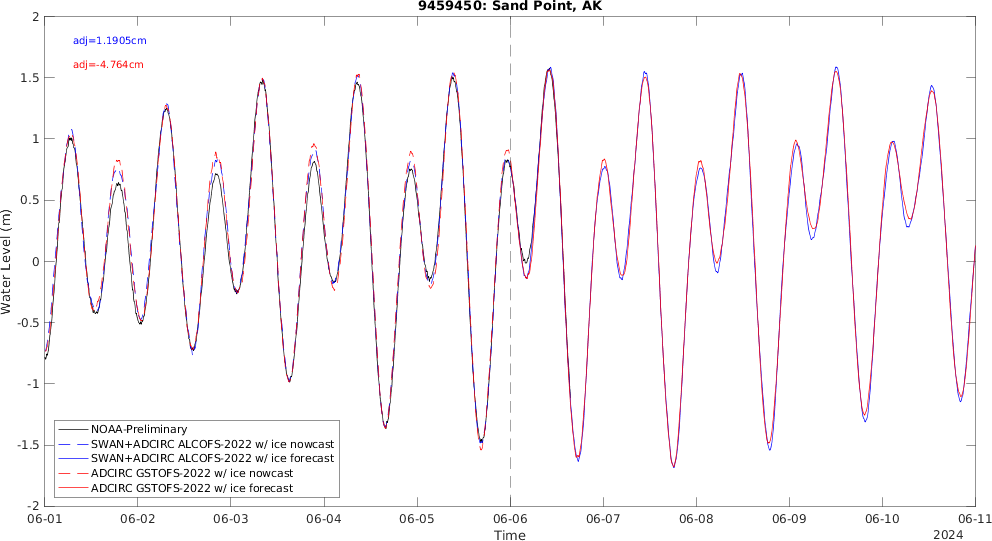 9459450: Sand Point, AK
adj=1.1905cm
adj=-4.764cm
2
1.5
1
0.5
0
-0.5
-1
-1.5
-2
Water Level (m)
NOAA-Preliminary
SWAN+ADCIRC ALCOFS-2022 w/ ice nowcast
SWAN+ADCIRC ALCOFS-2022 w/ ice forecast
ADCIRC GSTOFS-2022 w/ ice nowcast
ADCIRC GSTOFS-2022 w/ ice forecast
06-01 06-02 06-03 06-04 06-05 06-06 06-07 06-08 06-09 06-10 06-11
Time
2024